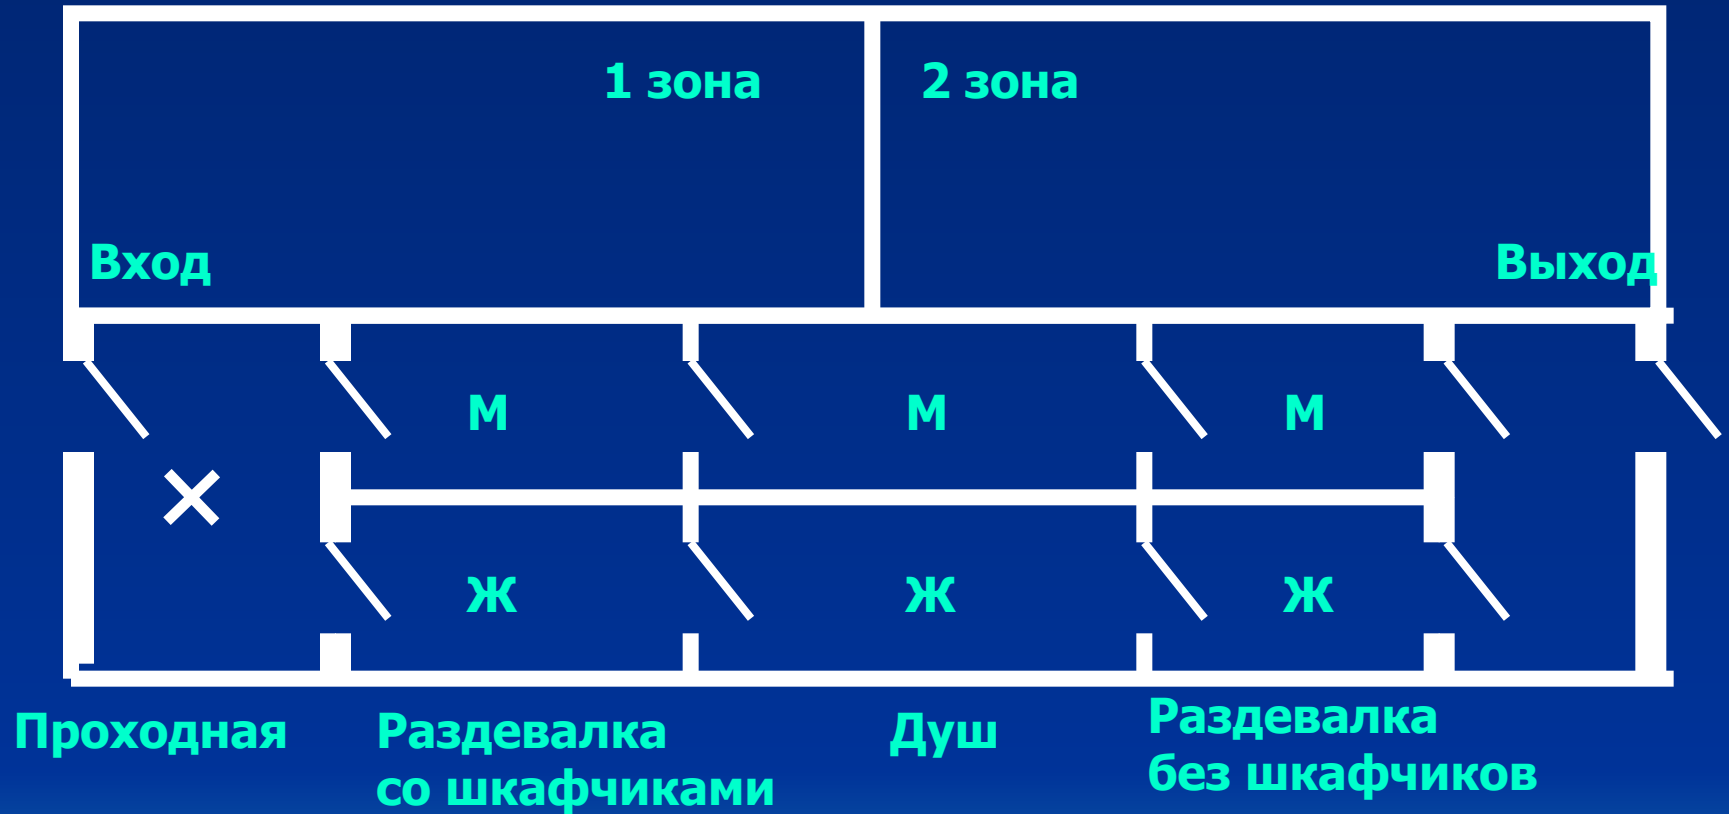 1 зона
2 зона
Вход
Выход
М
М
М
Ж
Ж
Ж
Проходная
Раздевалка
со шкафчиками
Душ
Раздевалка
без шкафчиков